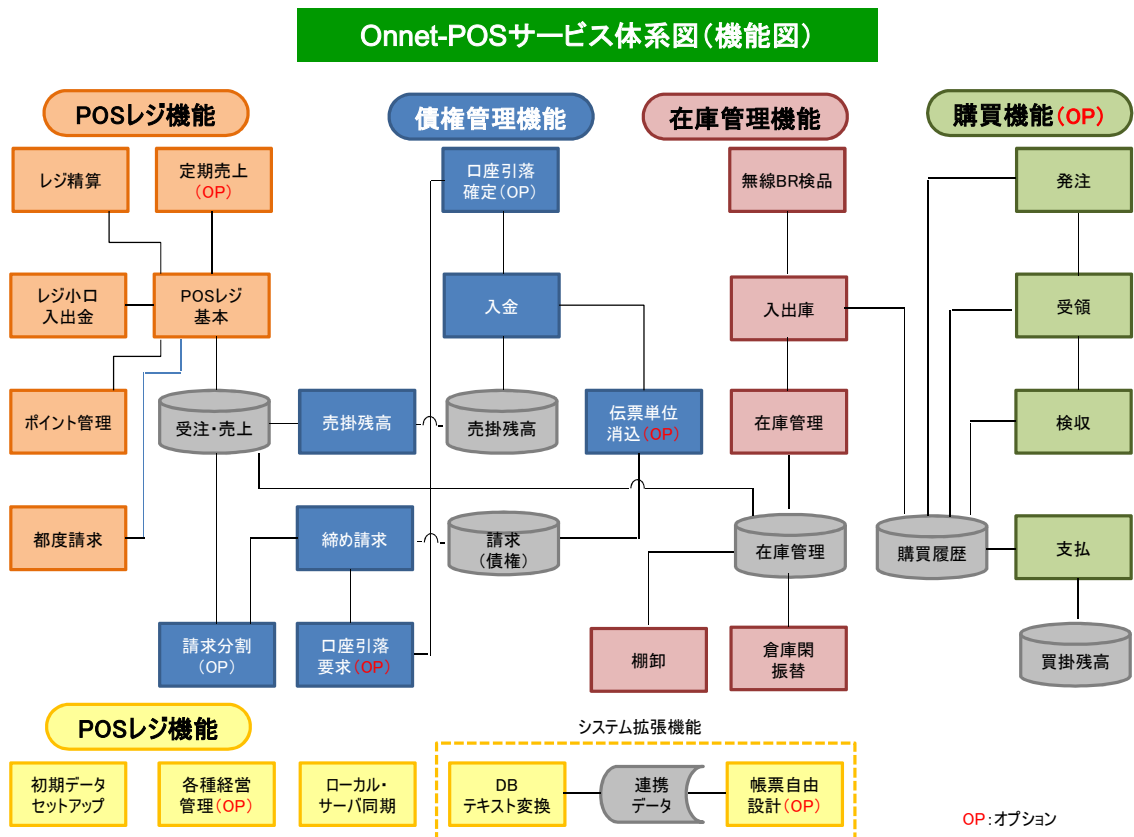 Onnet-POSサービス体系図（機能図）
POSレジ機能
債権管理機能
在庫管理機能
購買機能(OP)
レジ精算
定期売上
(OP)
口座引落
確定(OP)
無線BR検品
発注
レジ小口
入出金
POSレジ
基本
入金
入出庫
受領
ポイント管理
受注・売上
売掛残高
売掛残高
伝票単位
消込(OP)
在庫管理
検収
都度請求
締め請求
請求
(債権)
在庫管理
購買履歴
支払
請求分割
(OP)
口座引落
要求(OP)
棚卸
倉庫閑
振替
買掛残高
POSレジ機能
システム拡張機能
初期データ
セットアップ
各種経営
管理(OP)
ローカル・
サーバ同期
DB
テキスト変換
連携
データ
帳票自由
設計(OP)
OP：オプション